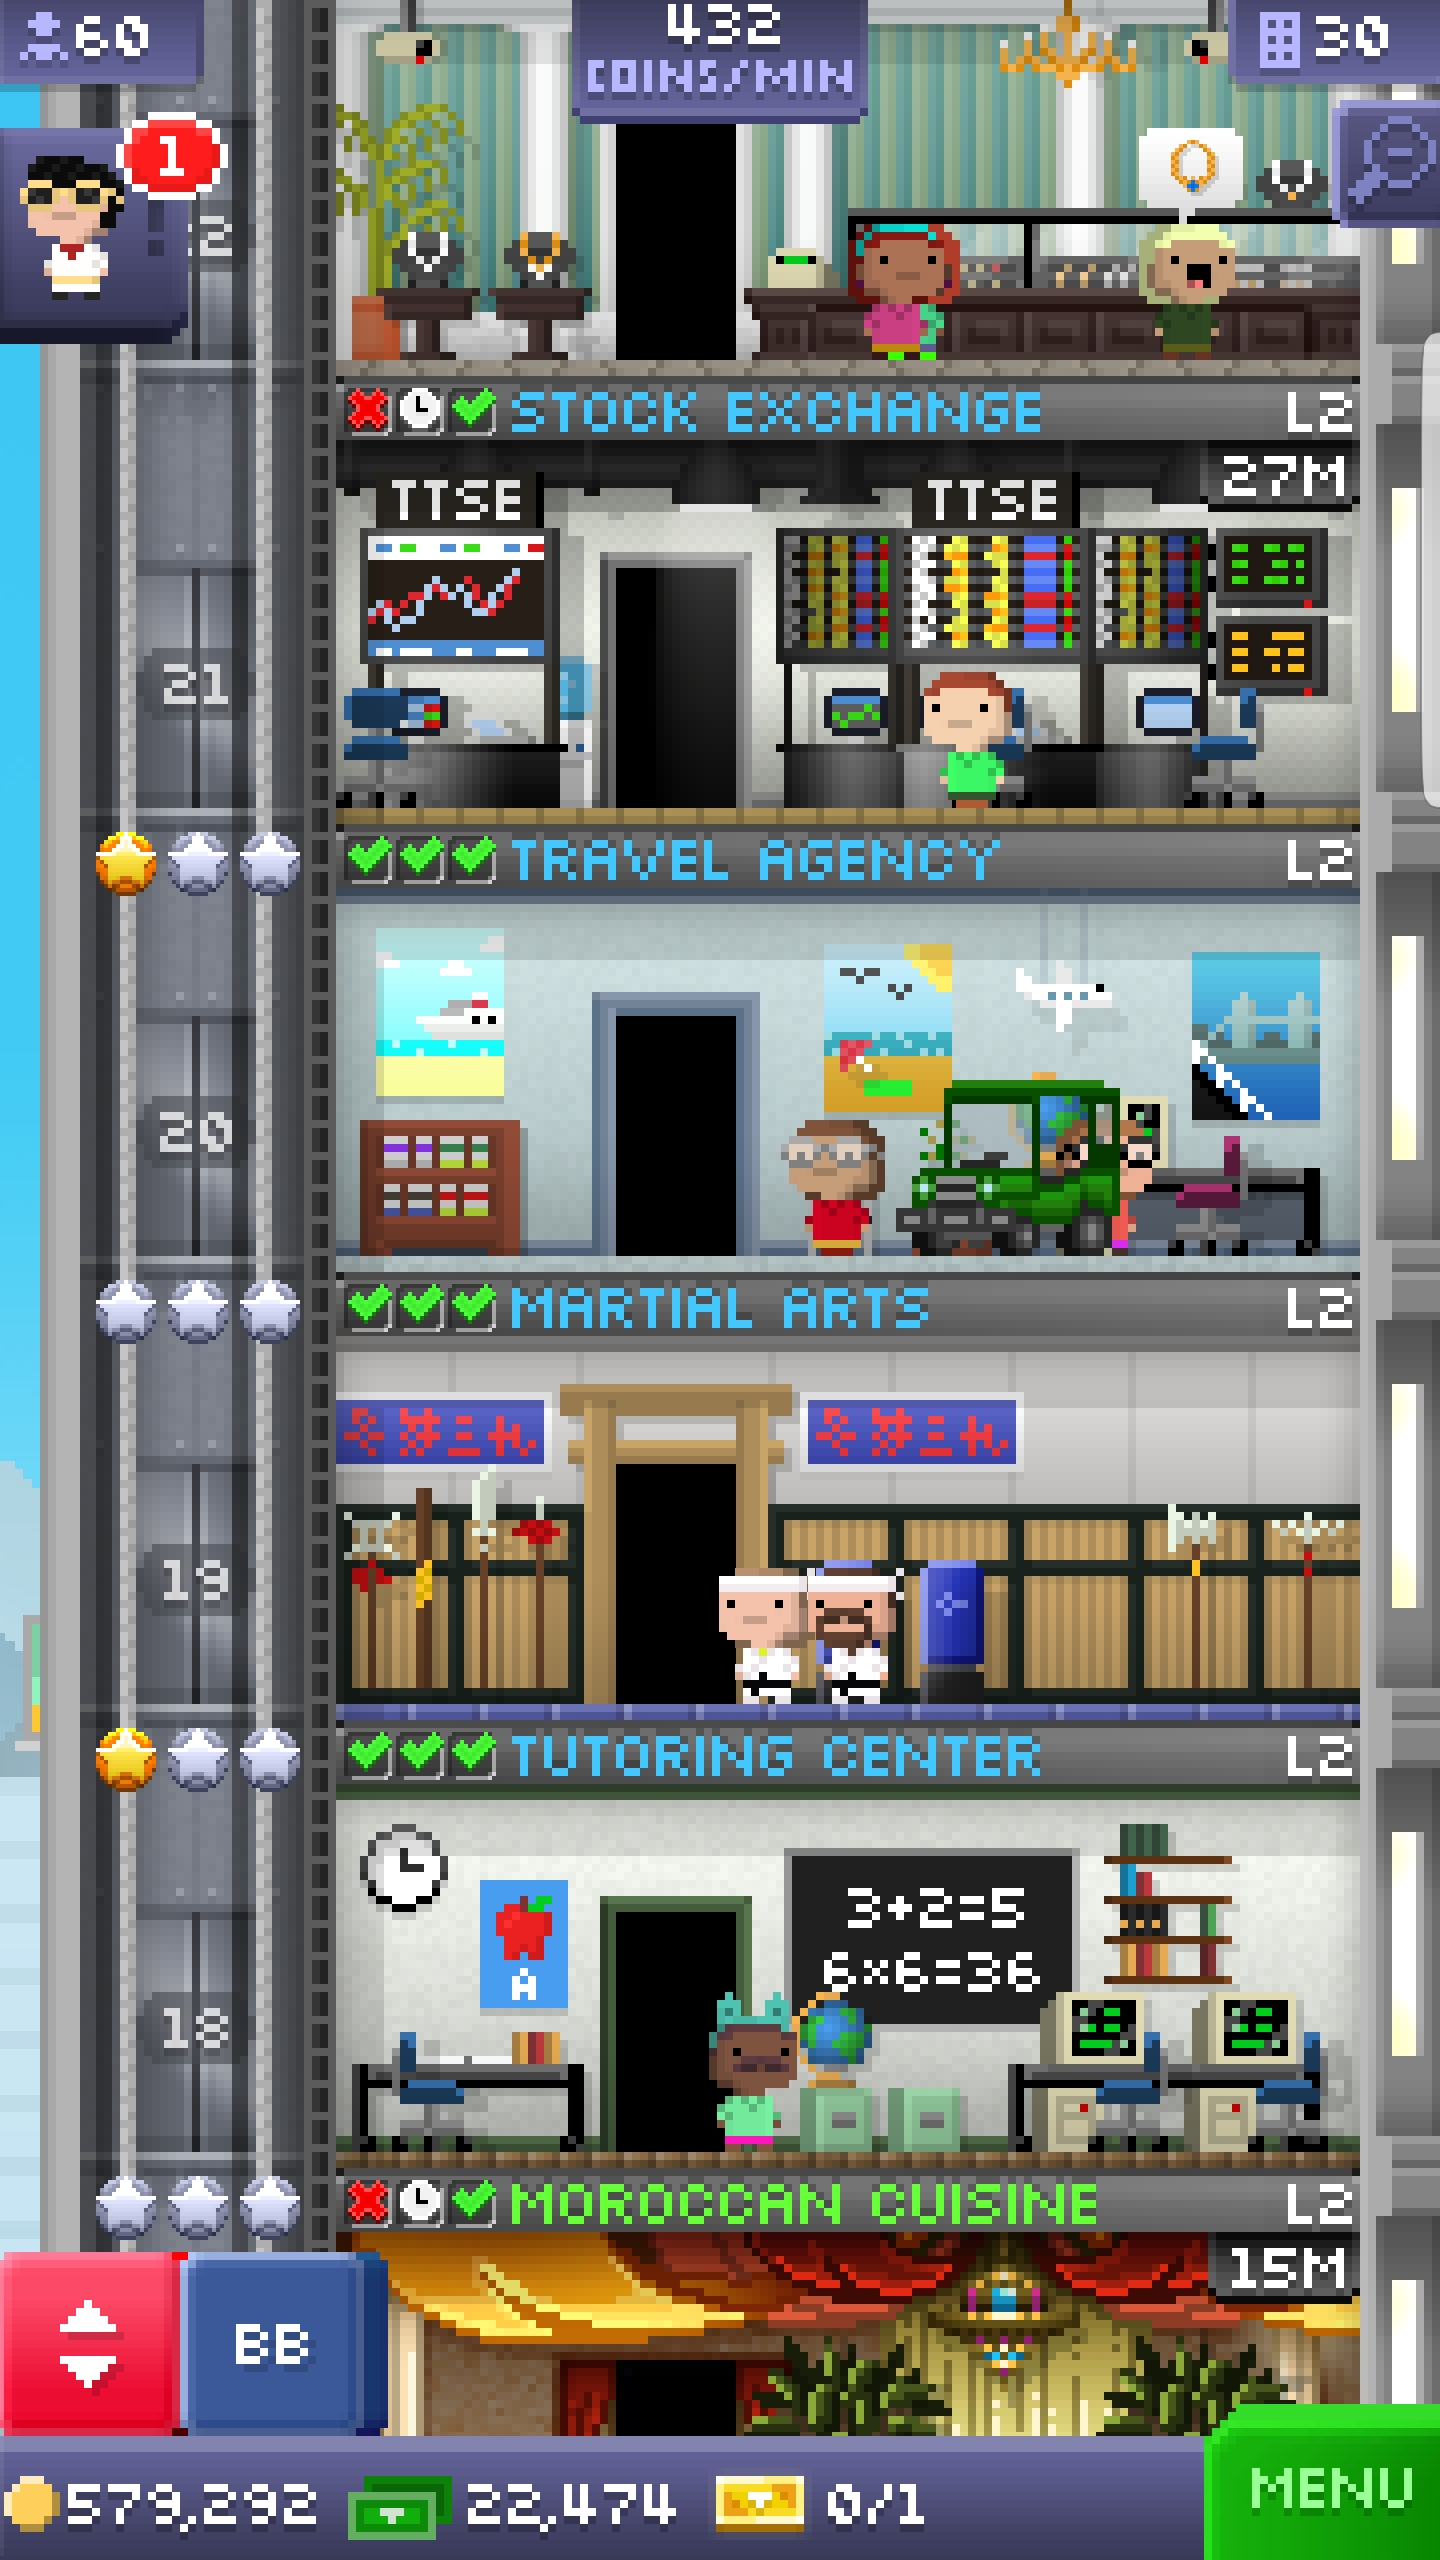 60
432
COINS/MIN
30
1
STOCK EXCHANGE L2
27M
TTSE
TTSE
21
TRAVEL AGENCY L2
20
MARTIAL ARTS L2
19
TUTORING CENTER L2
3+2=5
6×6=36
A
18
MOROCCAN CUISINE L2
15M
BB
579,292
22,474
0/1
MENU